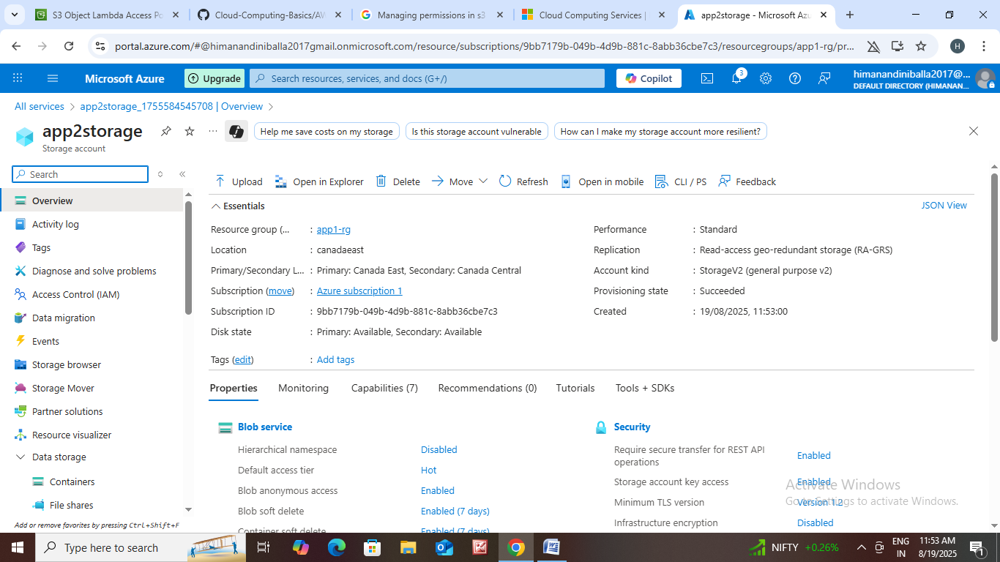 S3 Object Lambda Access Po
Cloud-Computing-Basics/AW
Managing permissions in s3
Cloud Computing Services |
app2storage - Microsoft Azu
portal.azure.com/#@himanandiniballa2017gmail.onmicrosoft.com/resource/subscriptions/9bb7179b-049b-4d9b-881c-8abb36cbe7c3/resourcegroups/app1-rg/pr...
H
Microsoft Azure
Upgrade
Search resources, services, and docs (G+/)
Copilot
3
himanandiniballa2017@...
DEFAULT DIRECTORY (HIMANAN...
All services > app2storage_1755584545708 | Overview >
app2storage
Storage account
Help me save costs on my storage
Is this storage account vulnerable
How can I make my storage account more resilient?
Search
Overview
Activity log
Tags
Diagnose and solve problems
Access Control (IAM)
Data migration
Events
Storage browser
Storage Mover
Partner solutions
Resource visualizer
Data storage
Containers
File shares
Add or remove favorites by pressing Ctrl+Shift+F
Upload
Open in Explorer
Delete
Move
Refresh
Open in mobile
CLI / PS
Feedback
Essentials
JSON View
Resource group (... : app1-rg
Location : canadaeast
Primary/Secondary L... : Primary: Canada East, Secondary: Canada Central
Subscription (move) : Azure subscription 1
Subscription ID : 9bb7179b-049b-4d9b-881c-8abb36cbe7c3
Disk state : Primary: Available, Secondary: Available
Performance : Standard
Replication : Read-access geo-redundant storage (RA-GRS)
Account kind : StorageV2 (general purpose v2)
Provisioning state : Succeeded
Created : 19/08/2025, 11:53:00
Tags (edit) : Add tags
Properties
Monitoring
Capabilities (7)
Recommendations (0)
Tutorials
Tools + SDKs
Blob service
Hierarchical namespace Disabled
Default access tier Hot
Blob anonymous access Enabled
Blob soft delete Enabled (7 days)
Container soft delete Enabled (7 days)
Security
Require secure transfer for REST API
operations Enabled
Storage account key access Enabled
Minimum TLS version Version 1.2
Infrastructure encryption Disabled
Activate Windows
Go to Settings to activate Windows.
Type here to search
NIFTY +0.26%
ENG
IN
11:53 AM
8/19/2025
1